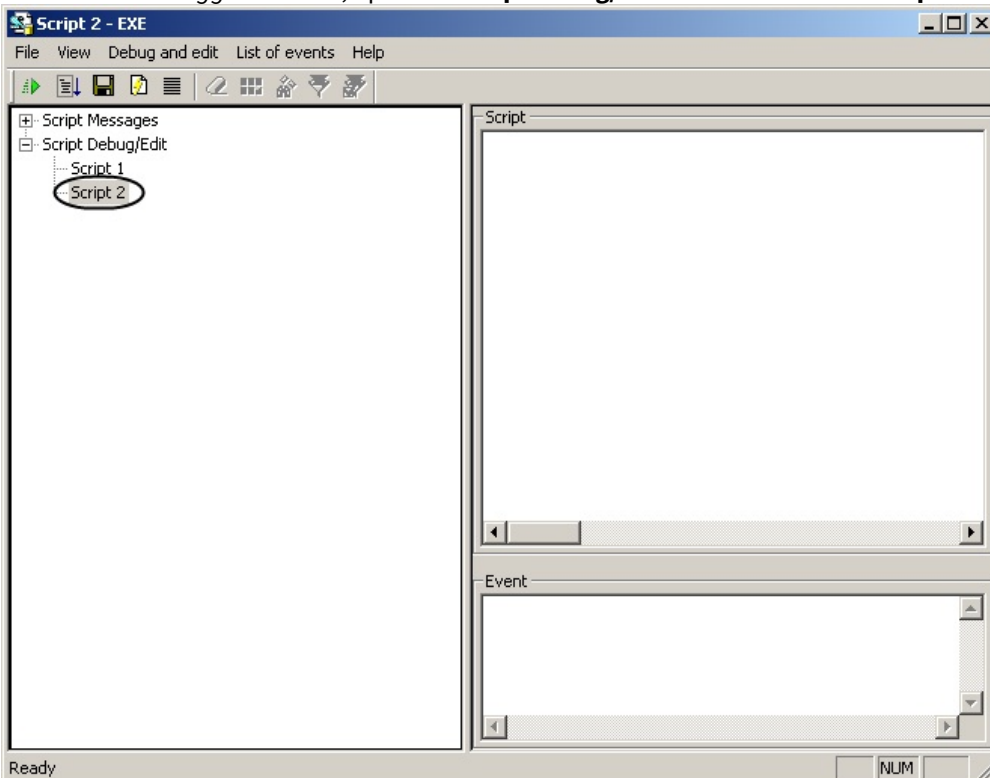 Script 2 - EXE
File View Debug and edit List of events Help
Script Messages
Script Debug/Edit
Script 1
Script 2
Script
Event
Ready
NUM